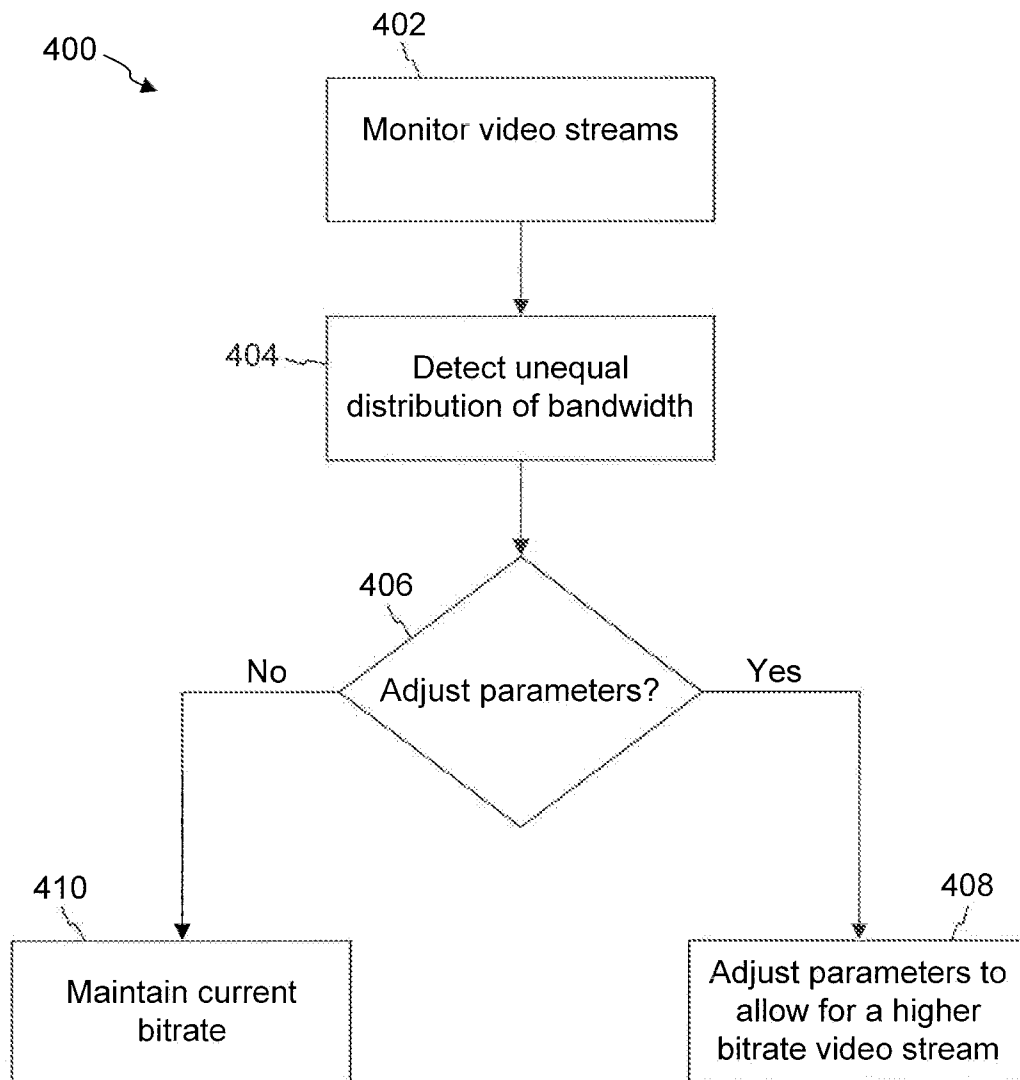 400
402
Monitor video streams
404
Detect unequal
distribution of bandwidth
406
Adjust parameters?
No
Yes
410
Maintain current
bitrate
408
Adjust parameters to
allow for a higher
bitrate video stream